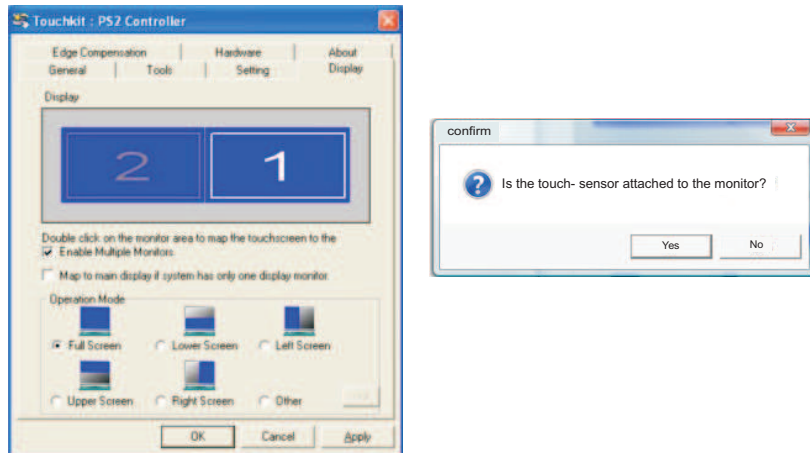 Touchkit : PS2 Controller
Edge Compensation Hardware About
General Tools Setting Display
Display
2 1
Double click on the monitor area to map the touchscreen to the
Enable Multiple Monitors
Map to main display if system has only one display monitor
Operation Mode
Full Screen Lower Screen Left Screen
Upper Screen Right Screen Other
OK Cancel Apply
confirm
Is the touch- sensor attached to the monitor?
Yes No